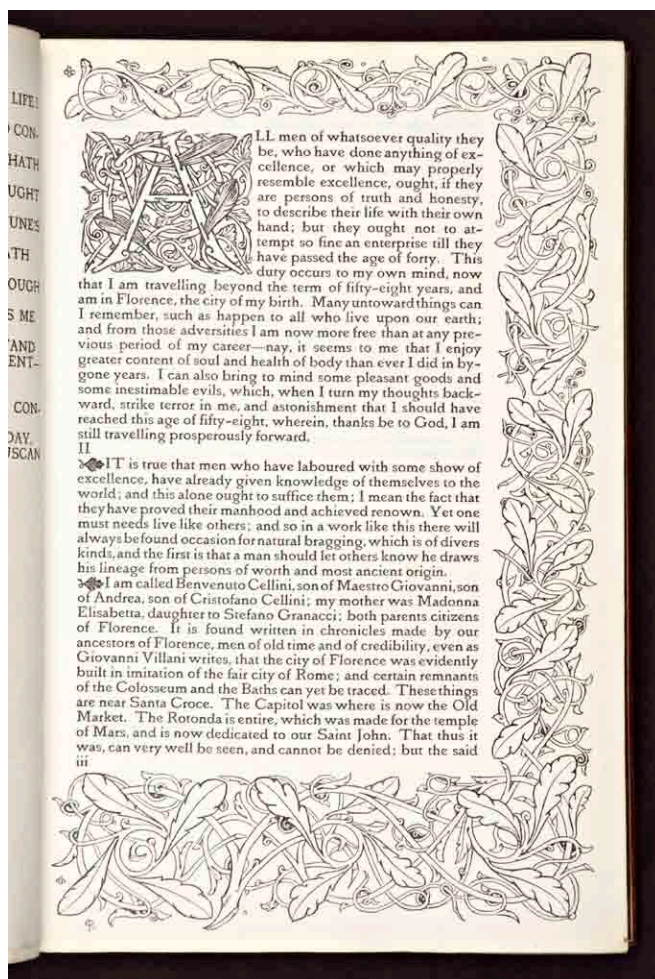 LIFE:
CON-
HATH
UGHT
UNE'S
ATH
OUGH
S ME
AND
ENT-
CON-
DAY.
USCAN
ALL men of whatsoever quality they
be, who have done anything of ex-
cellence, or which may properly
resemble excellence, ought, if they
are persons of truth and honesty,
to describe their life with their own
hand; but they ought not to at-
tempt so fine an enterprise till they
have passed the age of forty. This
duty occurs to my own mind, now
that I am travelling beyond the term of fifty-eight years, and
am in Florence, the city of my birth. Many untoward things can
I remember, such as happen to all who live upon our earth;
and from those adversities I am now more free than at any pre-
vious period of my career—nay, it seems to me that I enjoy
greater content of soul and health of body than ever I did in by-
gone years. I can also bring to mind some pleasant goods and
some inestimable evils, which, when I turn my thoughts back-
ward, strike terror in me, and astonishment that I should have
reached this age of fifty-eight, wherein, thanks be to God, I am
still travelling prosperously forward.
II
IT is true that men who have laboured with some show of
excellence, have already given knowledge of themselves to the
world; and this alone ought to suffice them; I mean the fact that
they have proved their manhood and achieved renown. Yet one
must needs live like others; and so in a work like this there will
always be found occasion for natural bragging, which is of divers
kinds, and the first is that a man should let others know he draws
his lineage from persons of worth and most ancient origin.
I am called Benvenuto Cellini, son of Maestro Giovanni, son
of Andrea, son of Cristofano Cellini; my mother was Madonna
Elisabetta, daughter to Stefano Granacci; both parents citizens
of Florence. It is found written in chronicles made by our
ancestors of Florence, men of old time and of credibility, even as
Giovanni Villani writes, that the city of Florence was evidently
built in imitation of the fair city of Rome; and certain remnants
of the Colosseum and the Baths can yet be traced. These things
are near Santa Croce. The Capitol was where is now the Old
Market. The Rotonda is entire, which was made for the temple
of Mars, and is now dedicated to our Saint John. That thus it
was, can very well be seen, and cannot be denied; but the said
iii